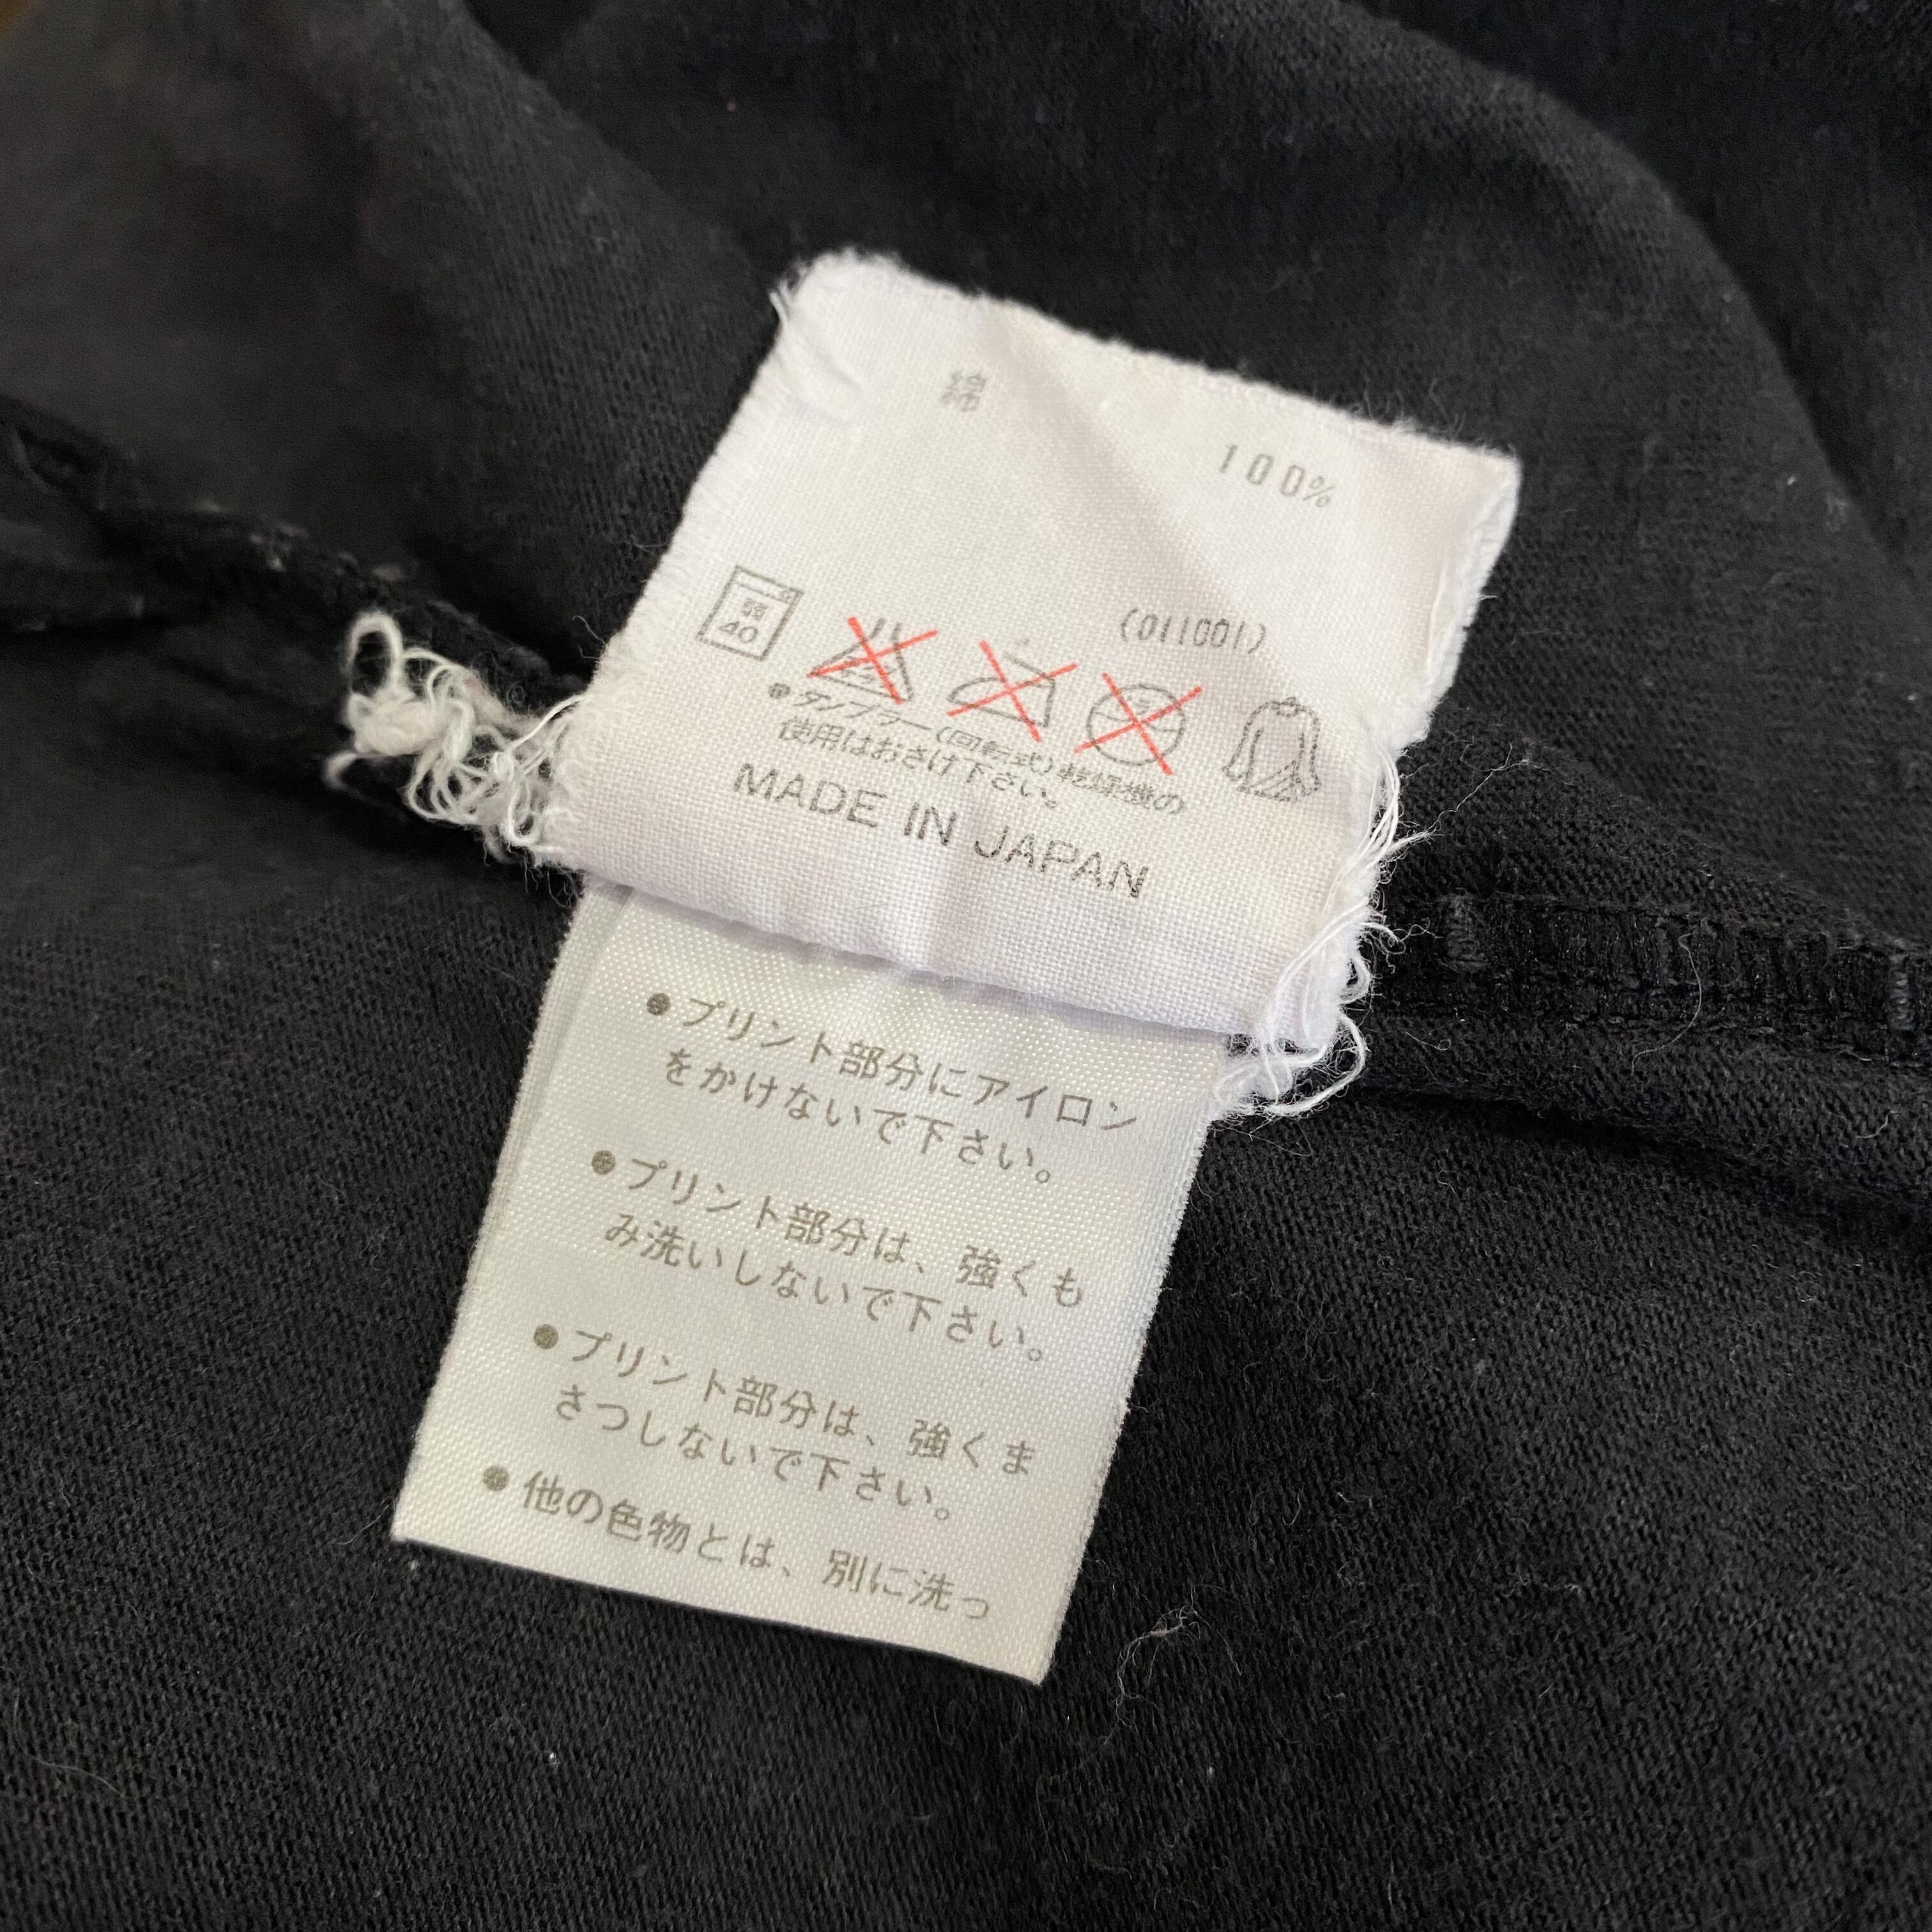 綿 100%
(011001)
弱
40
●タンブラー(回転式)乾燥機の
使用はおさけ下さい。
MADE IN JAPAN
●プリント部分にアイロン
をかけないで下さい。
●プリント部分は、強くも
み洗いしないで下さい。
●プリント部分は、強くま
さつしないで下さい。
●他の色物とは、別に洗っ